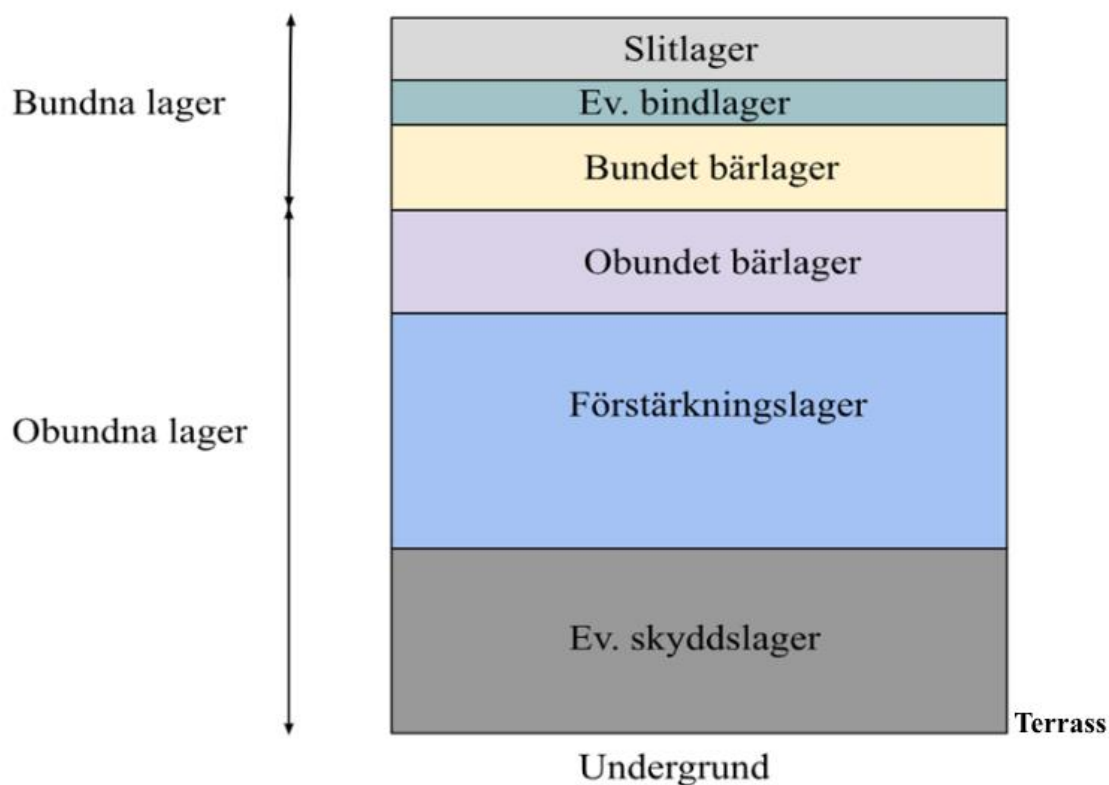 Slitlager
Bundna lager
Ev. bindlager
Bundet bärlager
Obundet bärlager
Förstärkningslager
Obundna lager
Ev. skyddslager
Terrass
Undergrund